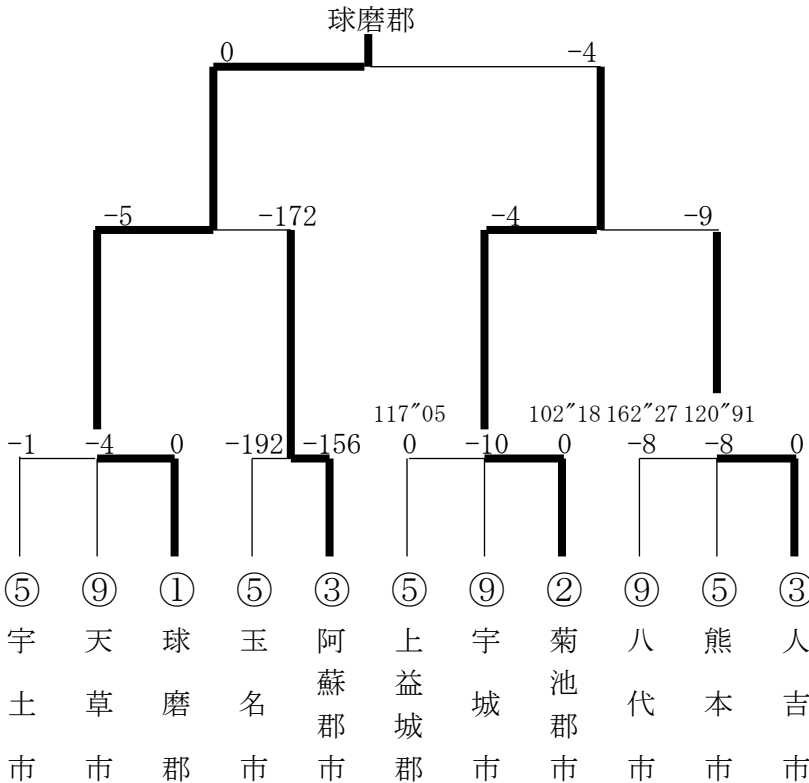 球磨郡
0 -4
-5 -172 -4 -9
117″05 102″18 162″27 120″91
-1 -4 0 -192 -156 0 -10 0 -8 -8 0
⑤ ⑨ ① ⑤ ③ ⑤ ⑨ ② ⑨ ⑤ ③
宇土市
天草市
球磨郡
玉名市
阿蘇郡市
上益城郡
宇城市
菊池郡市
八代市
熊本市
人吉市